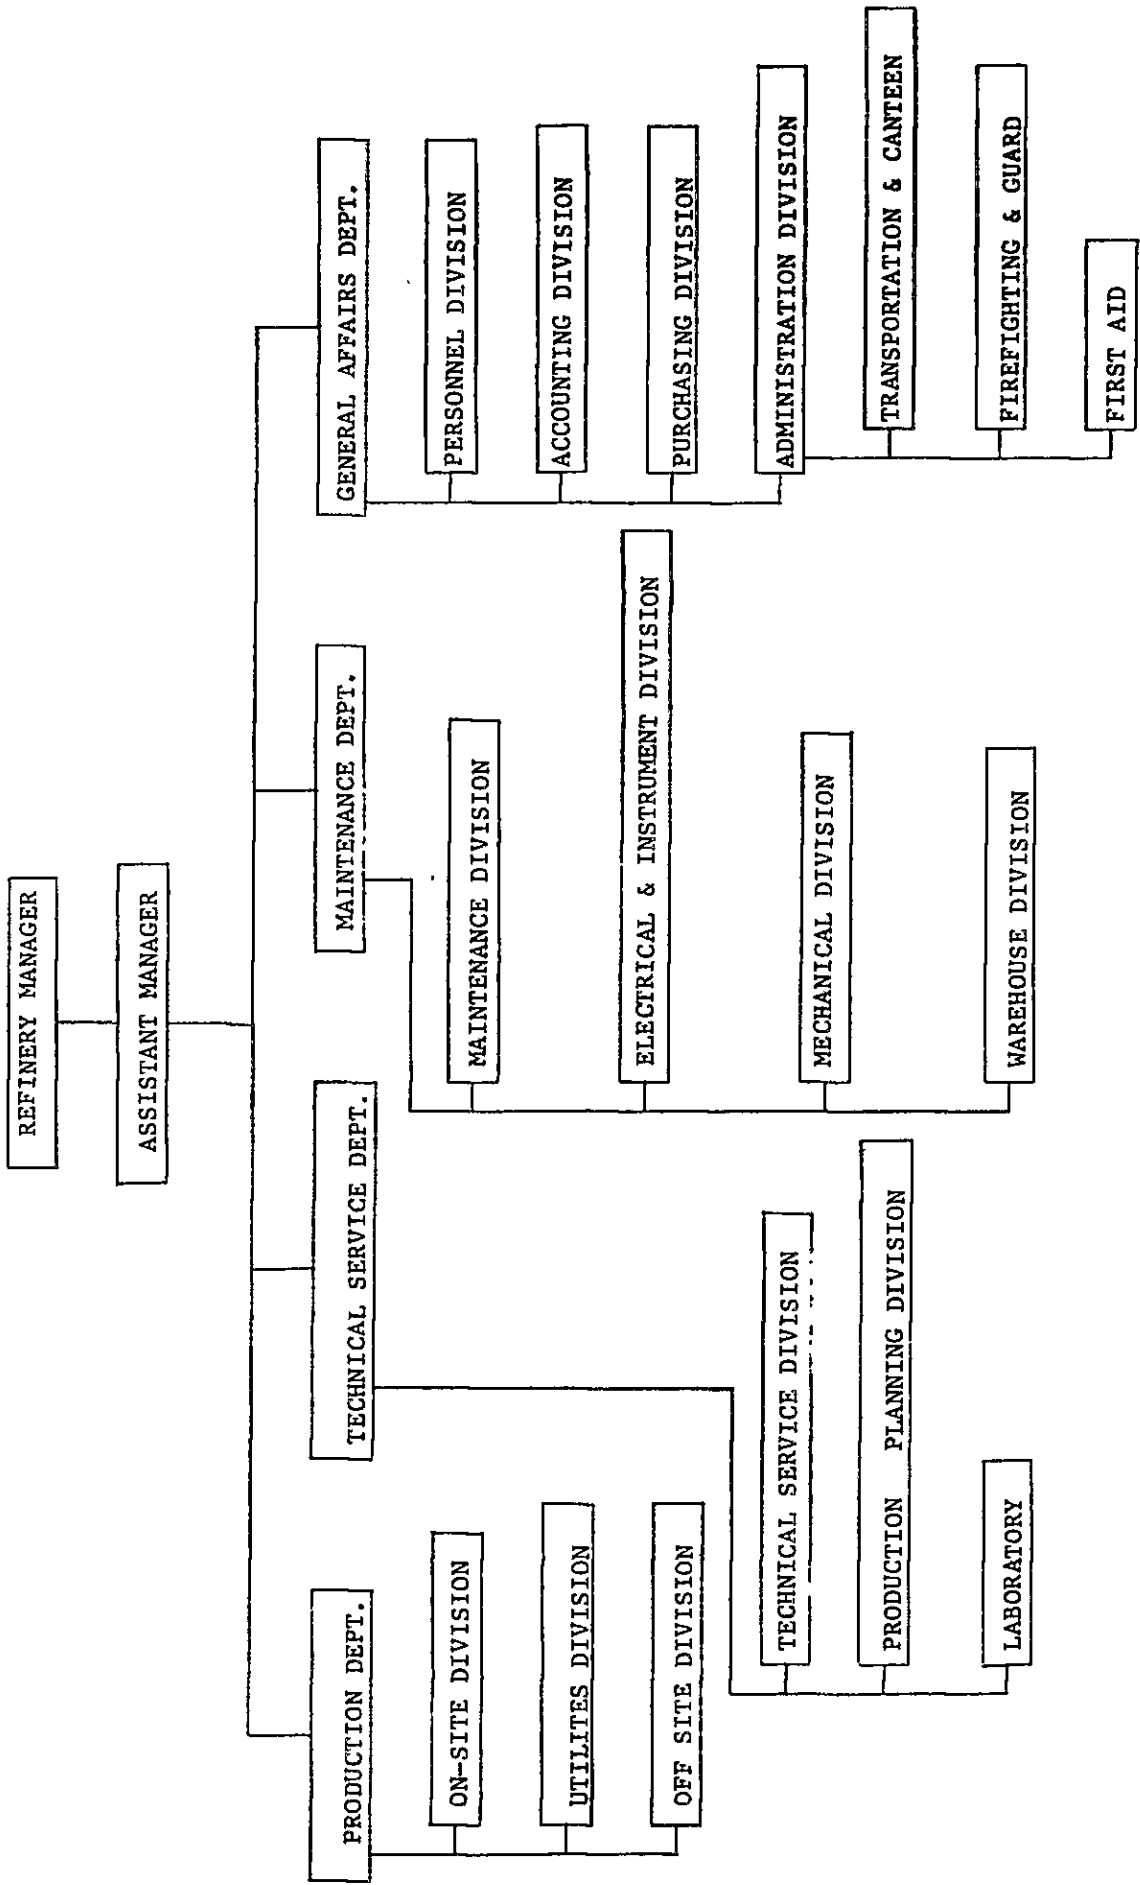 REFINERY MANAGER
ASSISTANT MANAGER
PRODUCTION DEPT.
ON-SITE DIVISION
UTILITES DIVISION
OFF SITE DIVISION
TECHNICAL SERVICE DEPT.
TECHNICAL SERVICE DIVISION
PRODUCTION PLANNING DIVISION
LABORATORY
MAINTENANCE DEPT.
MAINTENANCE DIVISION
ELECTRICAL & INSTRUMENT DIVISION
MECHANICAL DIVISION
WAREHOUSE DIVISION
GENERAL AFFAIRS DEPT.
PERSONNEL DIVISION
ACCOUNTING DIVISION
PURCHASING DIVISION
ADMINISTRATION DIVISION
TRANSPORTATION & CANTEEN
FIREFIGHTING & GUARD
FIRST AID